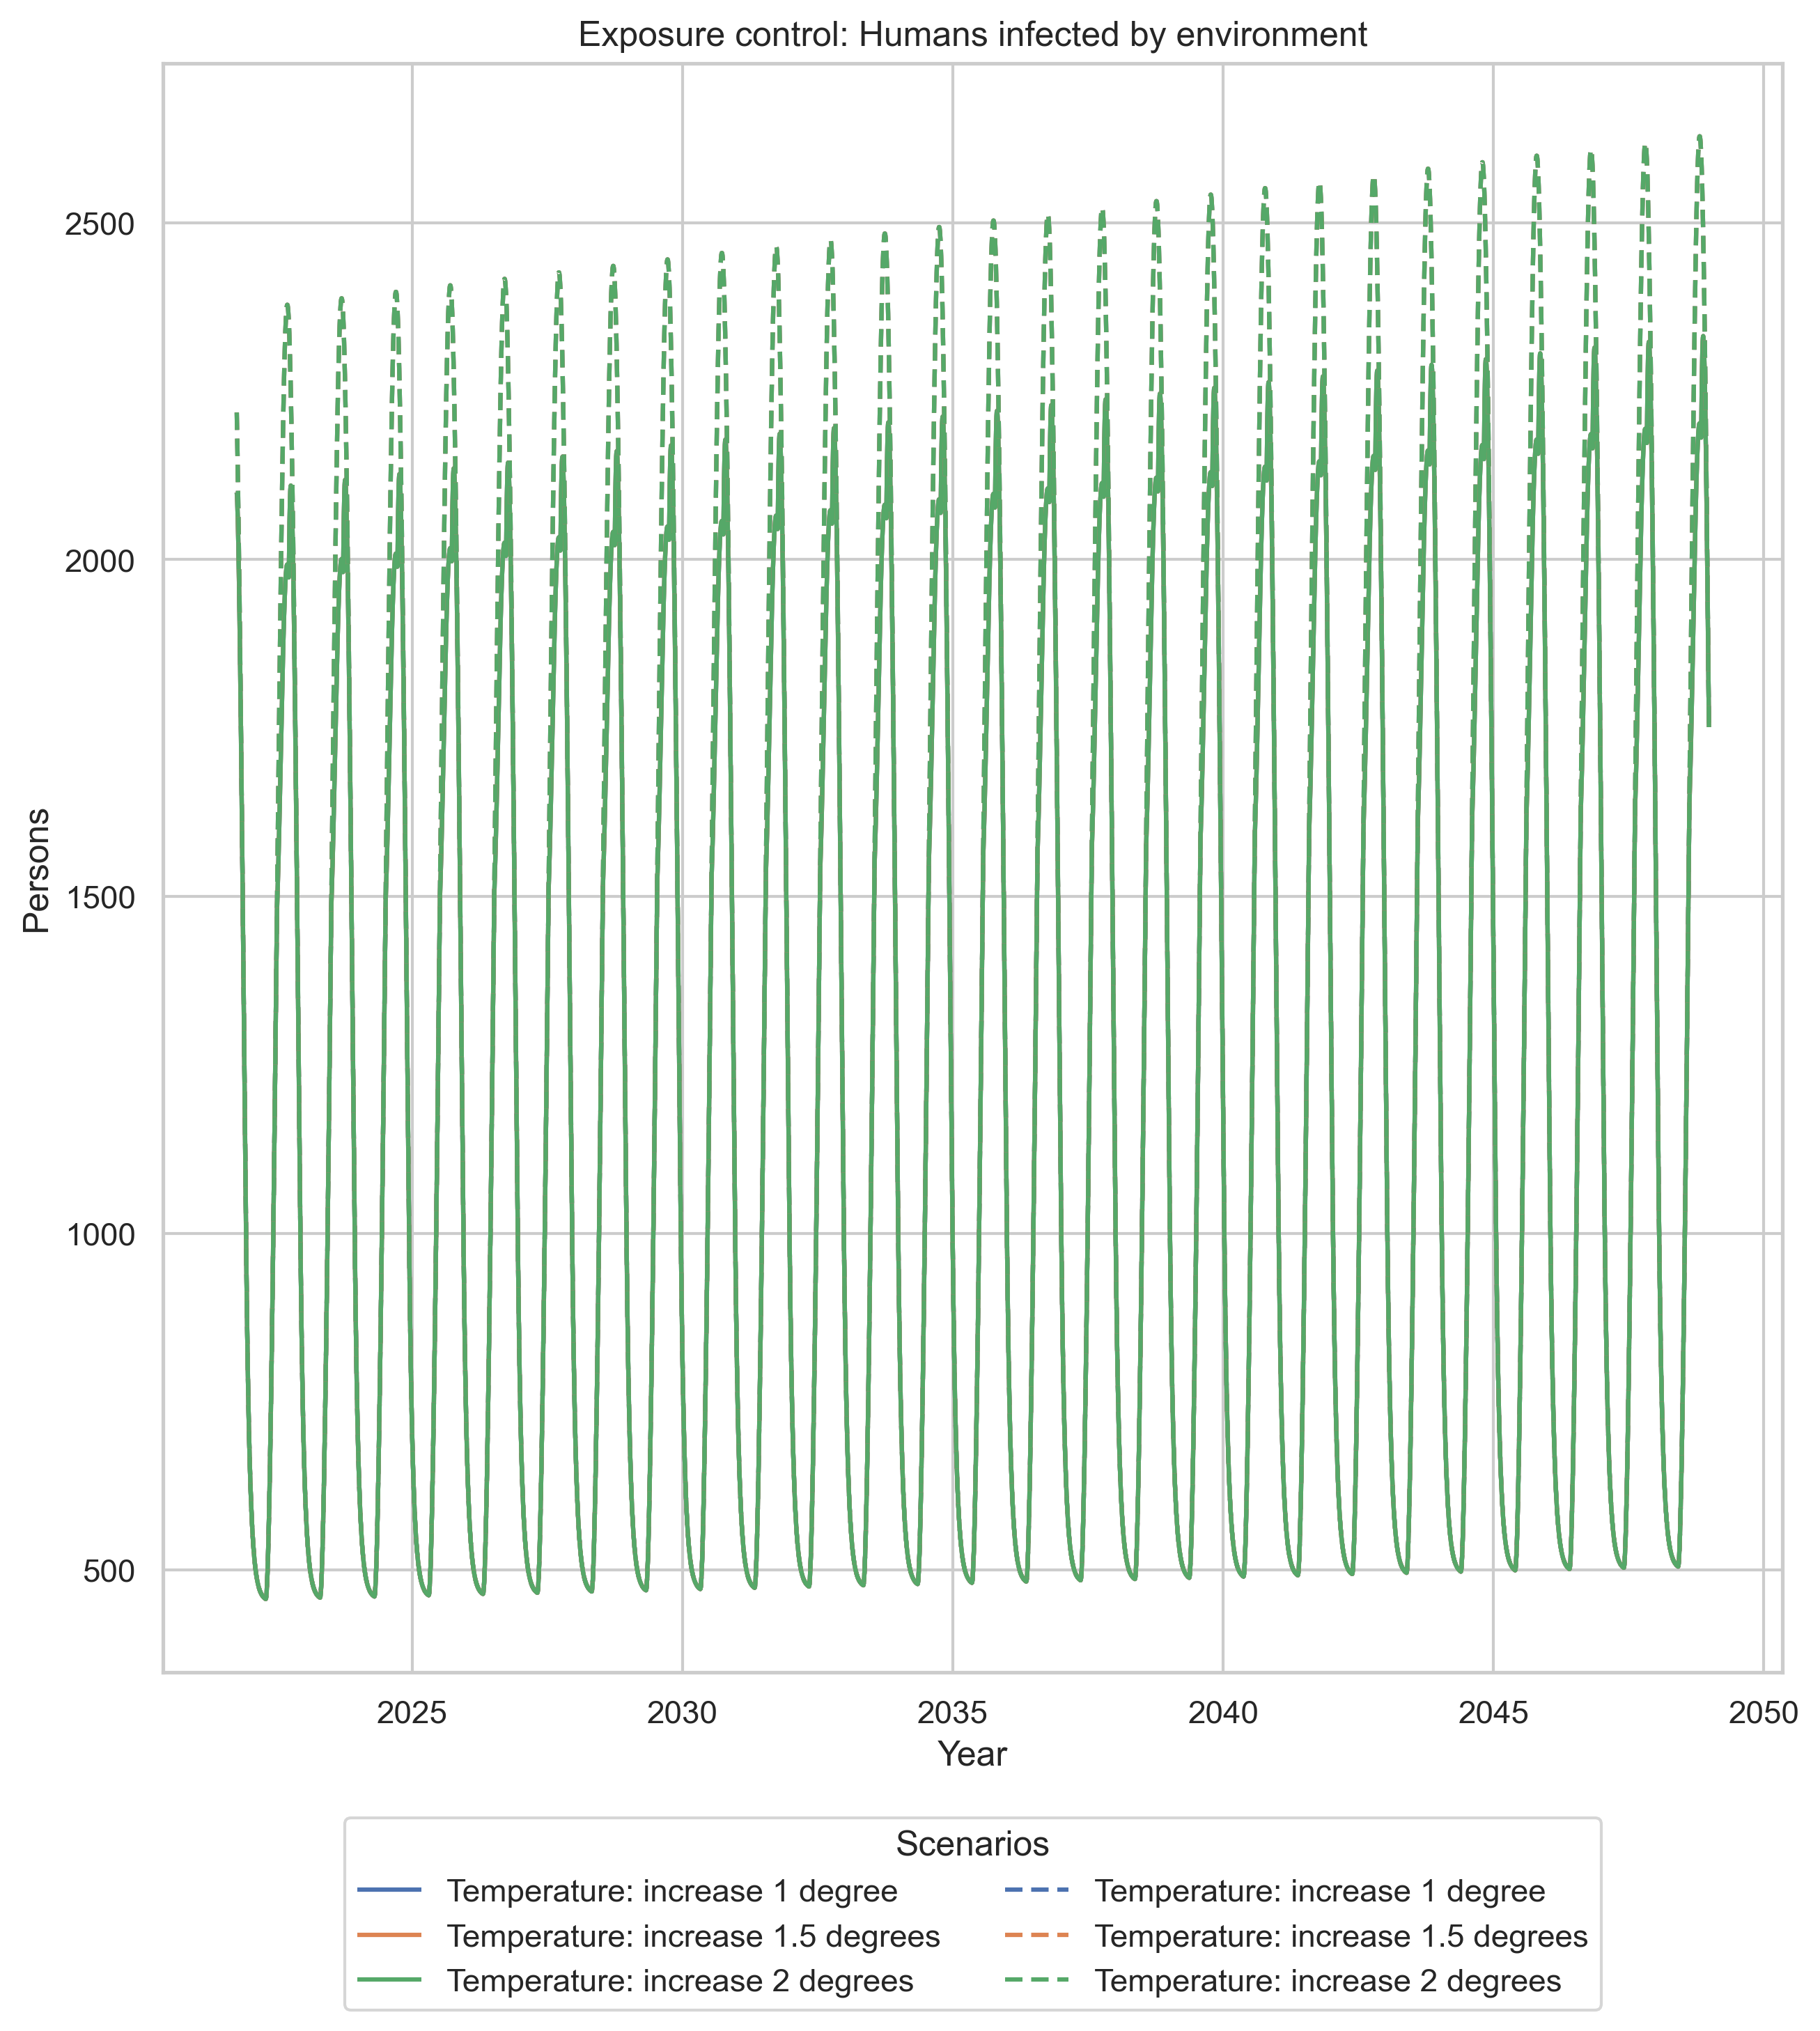 Exposure control: Humans infected by environment
2500
2000
1500
1000
500
Persons
2025 2030 2035 2040 2045 2050
Year
Scenarios
Temperature: increase 1 degree Temperature: increase 1 degree
Temperature: increase 1.5 degrees Temperature: increase 1.5 degrees
Temperature: increase 2 degrees Temperature: increase 2 degrees